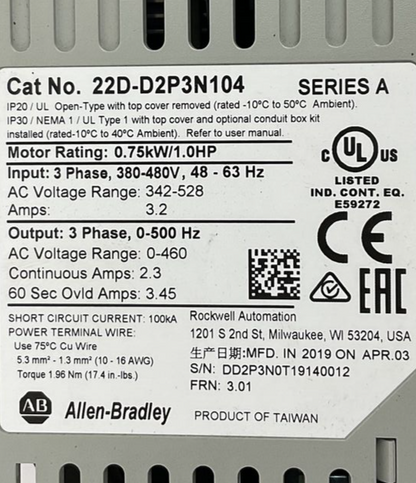 Cat No. 22D-D2P3N104 SERIES A
IP20 / UL Open-Type with top cover removed (rated -10°C to 50°C Ambient).
IP30 / NEMA 1 / UL Type 1 with top cover and optional conduit box kit
installed (rated-10°C to 40°C Ambient). Refer to user manual.
Motor Rating: 0.75kW/1.0HP
Input: 3 Phase, 380-480V, 48 - 63 Hz
AC Voltage Range: 342-528
Amps: 3.2
Output: 3 Phase, 0-500 Hz
AC Voltage Range: 0-460
Continuous Amps: 2.3
60 Sec Ovld Amps: 3.45
C UL US
LISTED
IND. CONT. EQ.
E59272
CE
EAC
SHORT CIRCUIT CURRENT: 100kA
POWER TERMINAL WIRE:
Use 75°C Cu Wire
5.3 mm² - 1.3 mm² (10 - 16 AWG)
Torque 1.96 Nm (17.4 in.-lbs.)
Rockwell Automation
1201 S 2nd St, Milwaukee, WI 53204, USA
生产日期:MFD. IN 2019 ON APR.03
S/N: DD2P3N0T19140012
FRN: 3.01
AB Allen-Bradley
PRODUCT OF TAIWAN